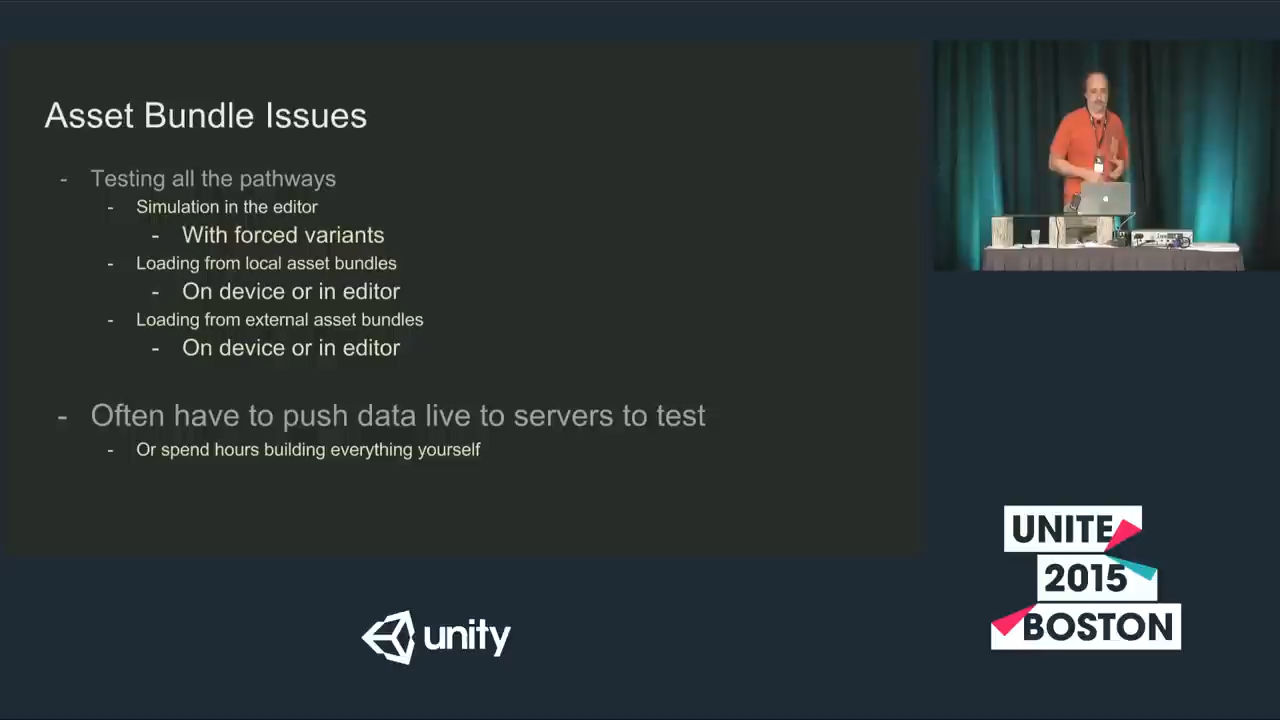 Asset Bundle Issues
- Testing all the pathways
- Simulation in the editor
- With forced variants
- Loading from local asset bundles
- On device or in editor
- Loading from external asset bundles
- On device or in editor
- Often have to push data live to servers to test
- Or spend hours building everything yourself
unity
UNITE
2015
BOSTON